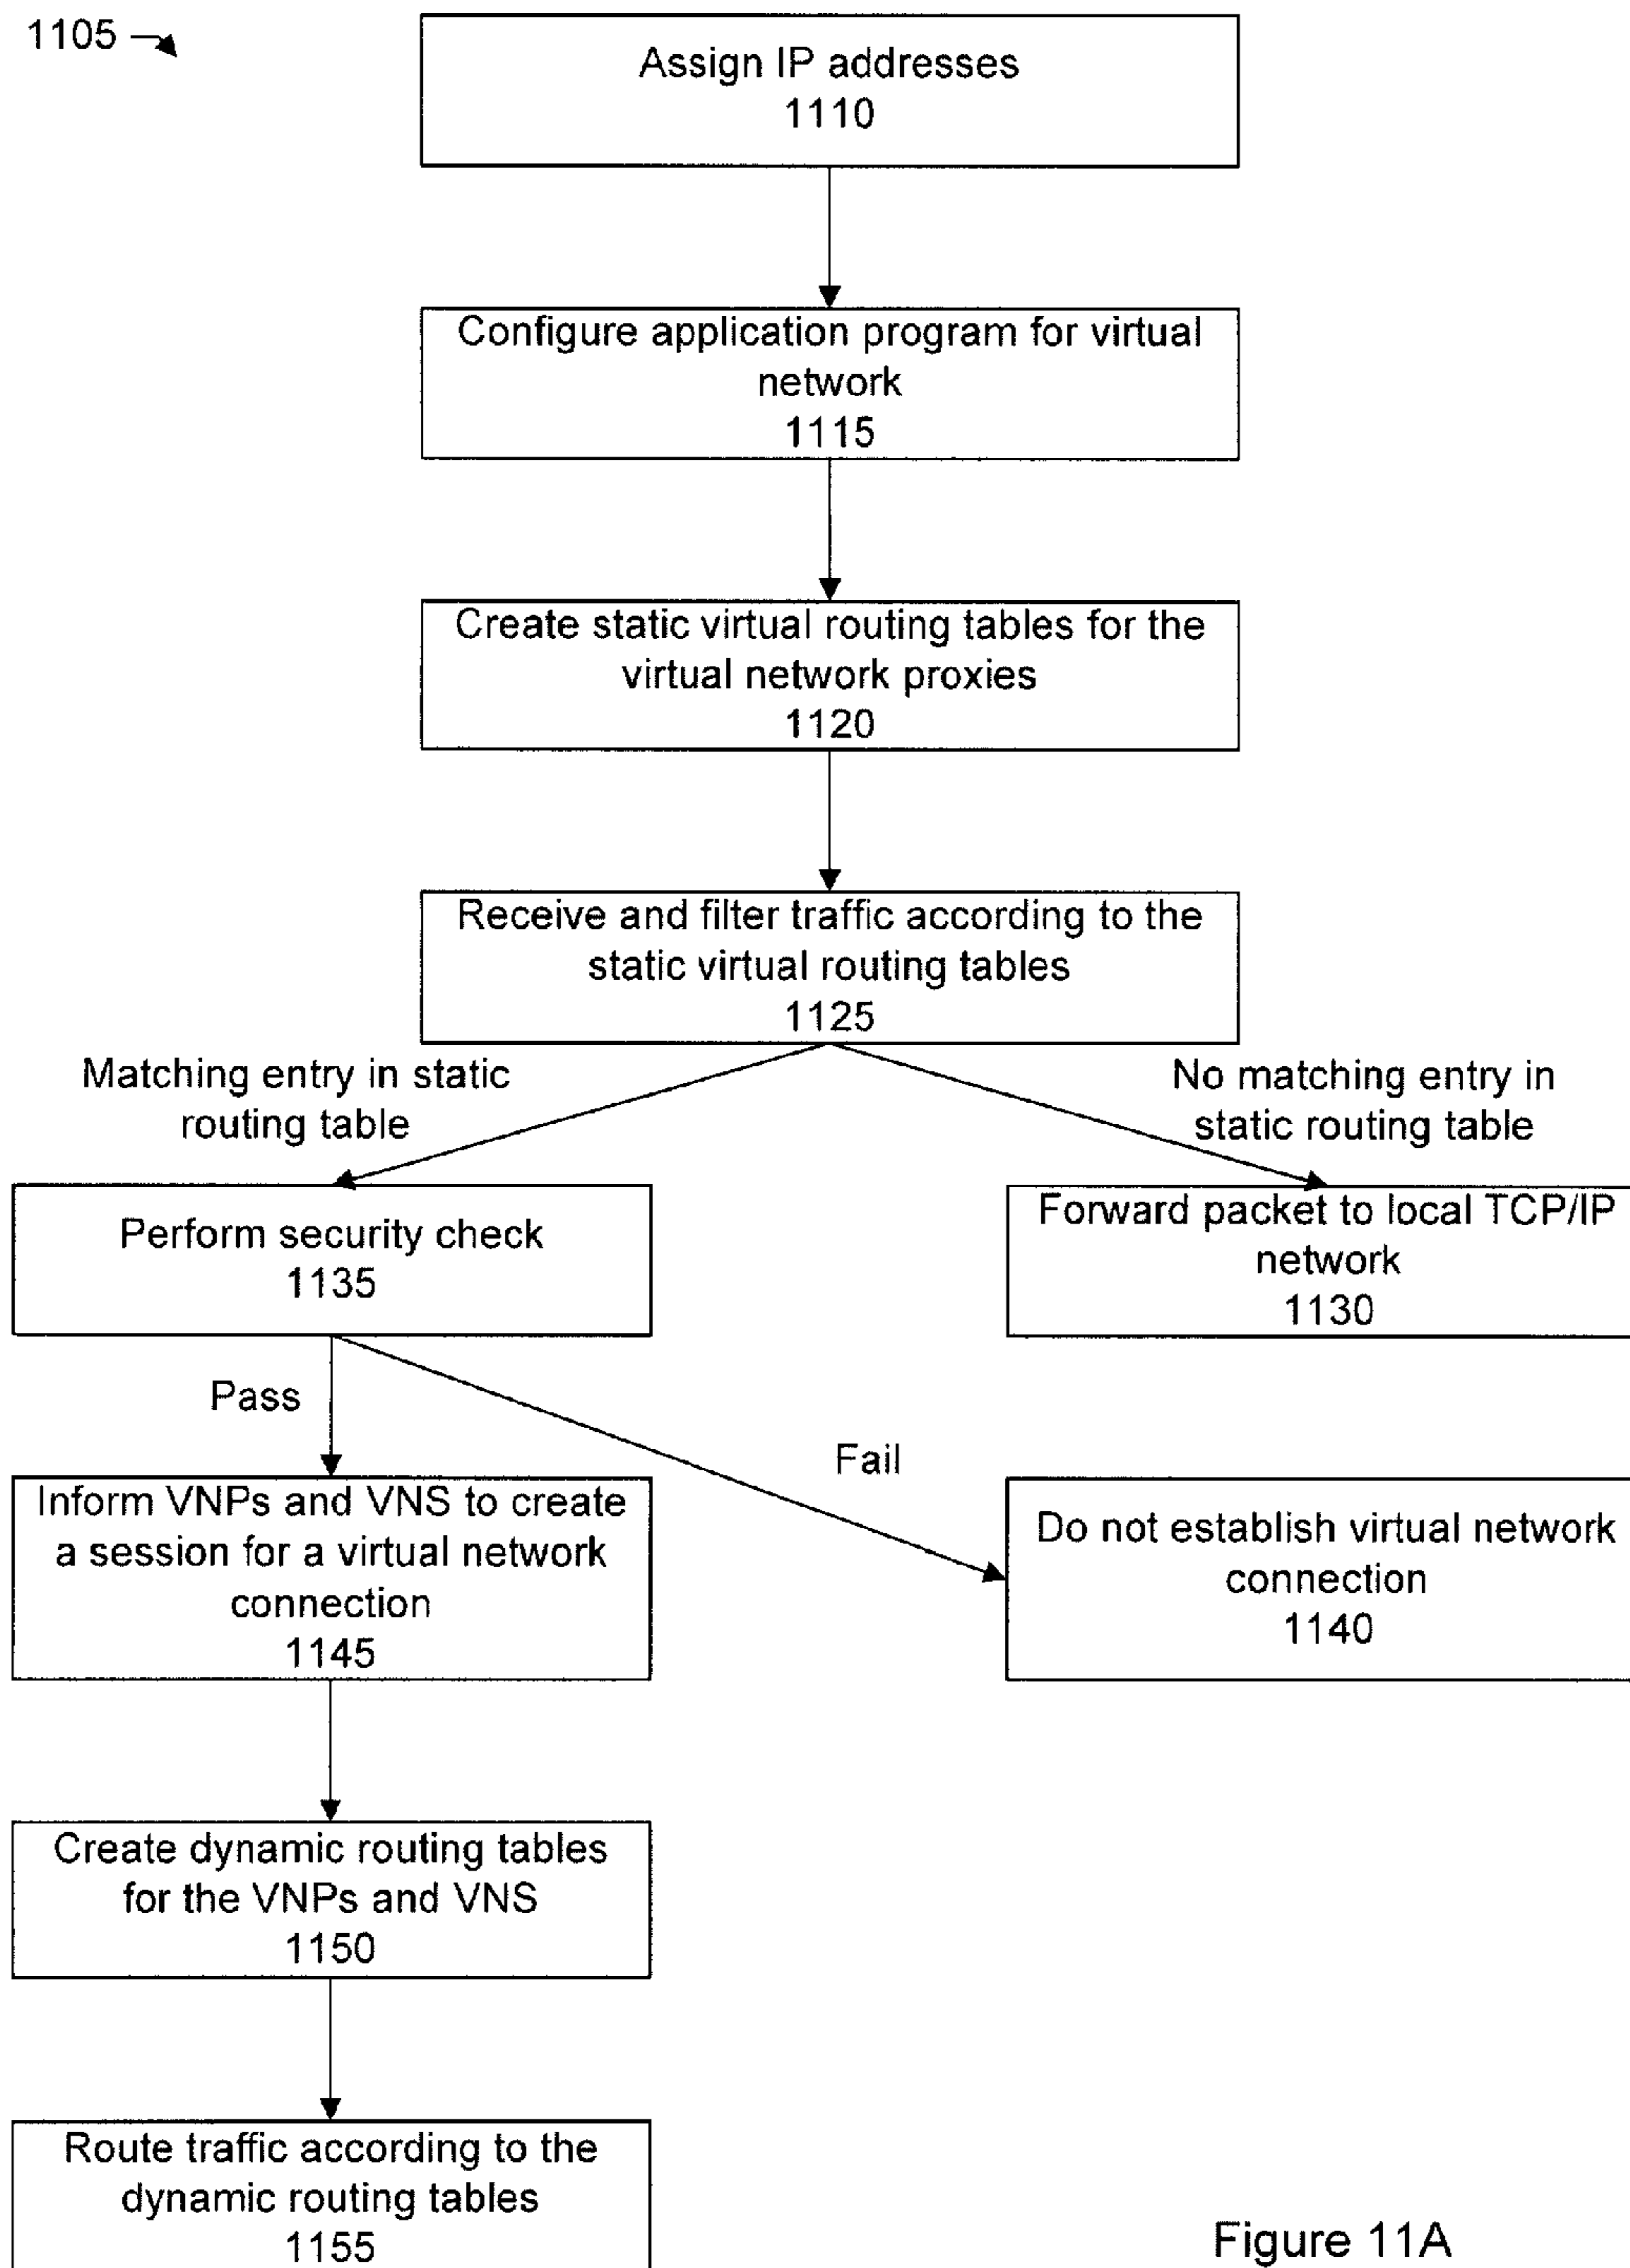 1105
Assign IP addresses
1110
Configure application program for virtual
network
1115
Create static virtual routing tables for the
virtual network proxies
1120
Receive and filter traffic according to the
static virtual routing tables
1125
Matching entry in static
routing table
No matching entry in
static routing table
Perform security check
1135
Forward packet to local TCP/IP
network
1130
Pass
Fail
Inform VNPs and VNS to create
a session for a virtual network
connection
1145
Do not establish virtual network
connection
1140
Create dynamic routing tables
for the VNPs and VNS
1150
Route traffic according to the
dynamic routing tables
1155
Figure 11A